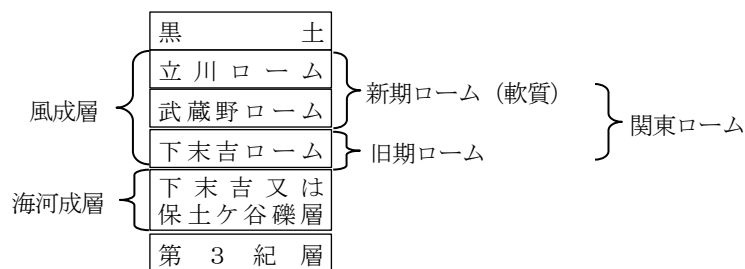 黒土
立川ローム
武蔵野ローム
下末吉ローム
下末吉又は
保土ケ谷礫層
第3紀層
風成層
海河成層
新期ローム(軟質)
旧期ローム
関東ローム